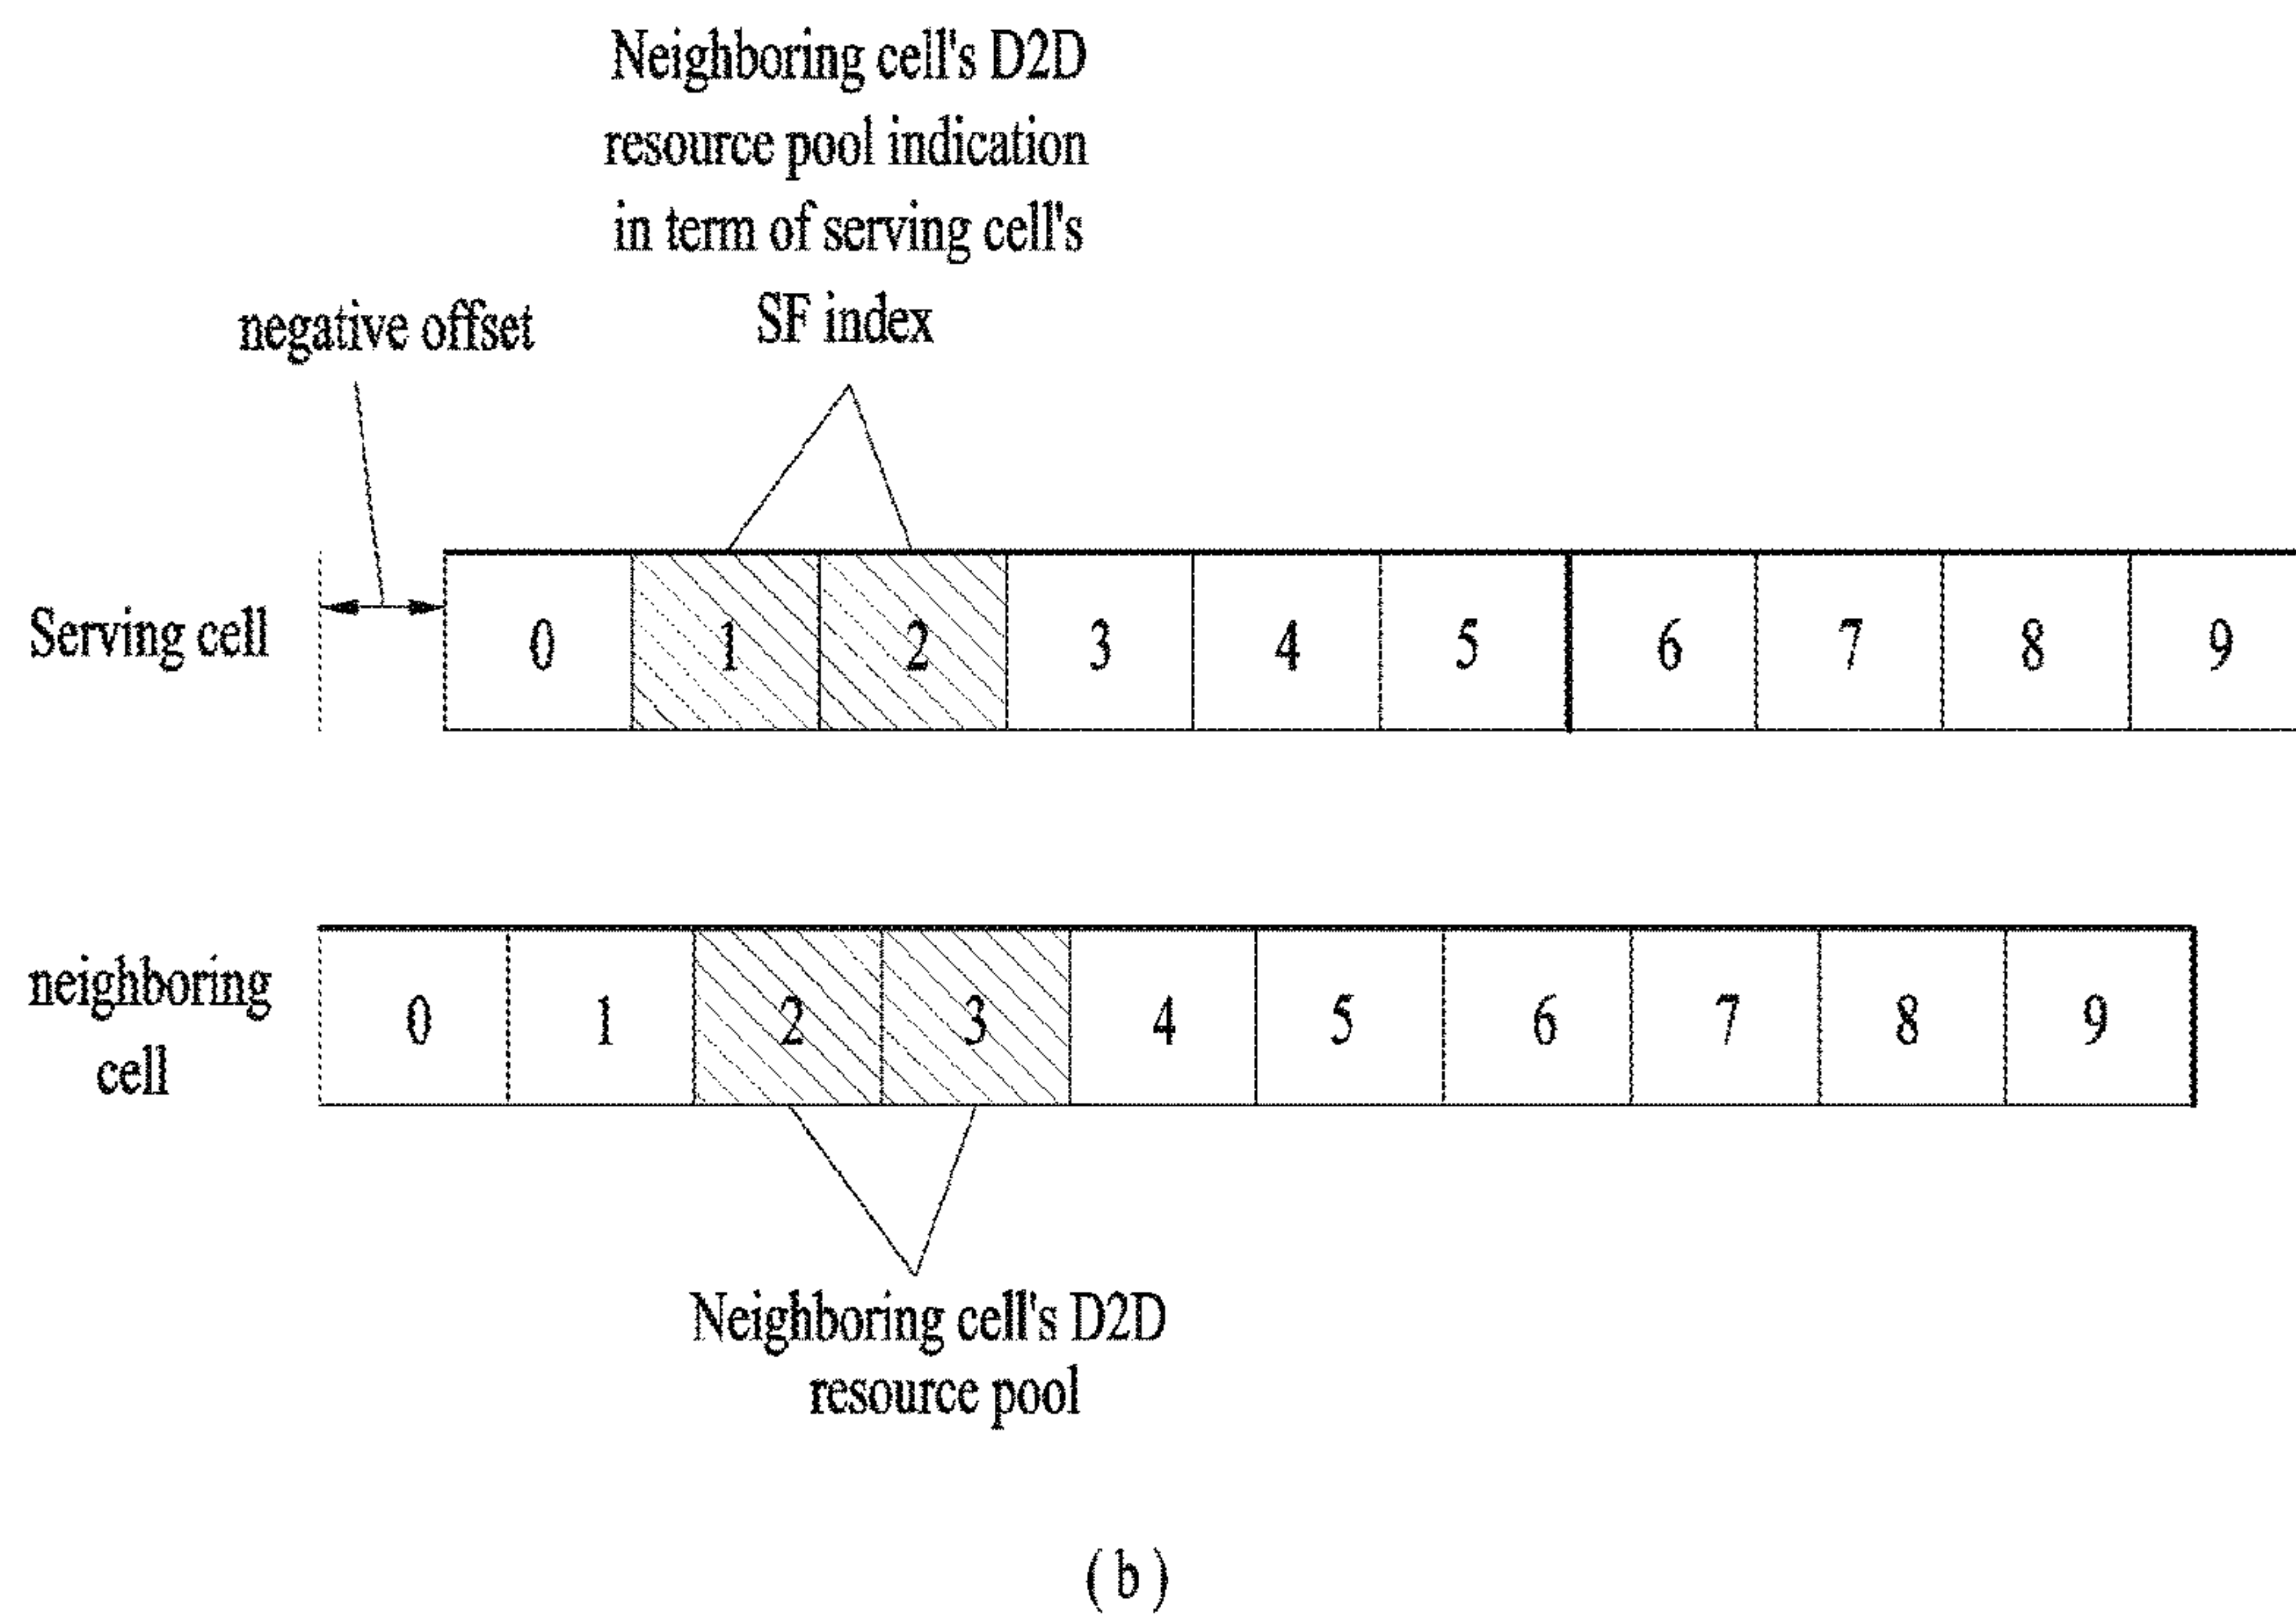 Neighboring cell's D2D
resource pool indication
in term of serving cell's
SF index
negative offset
Serving cell
0 1 2 3 4 5 6 7 8 9
neighboring
cell
0 1 2 3 4 5 6 7 8 9
Neighboring cell's D2D
resource pool
( b )